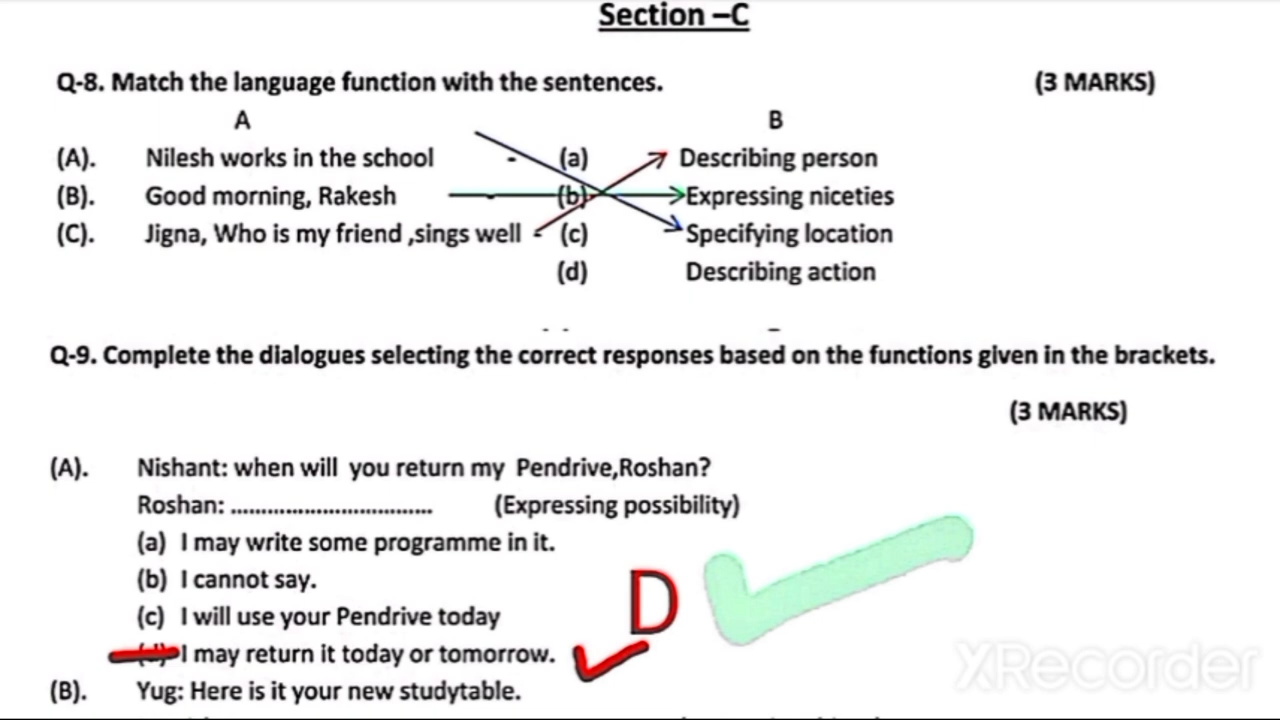 Section –C
Q-8. Match the language function with the sentences. (3 MARKS)
A B
(A). Nilesh works in the school - (a) Describing person
(B). Good morning, Rakesh - (b) Expressing niceties
(C). Jigna, Who is my friend ,sings well - (c) Specifying location
(d) Describing action
Q-9. Complete the dialogues selecting the correct responses based on the functions given in the brackets.
(3 MARKS)
(A). Nishant: when will you return my Pendrive,Roshan?
Roshan: ................................. (Expressing possibility)
(a) I may write some programme in it.
(b) I cannot say.
(c) I will use your Pendrive today
(d) I may return it today or tomorrow.
D
(B). Yug: Here is it your new studytable.
XRecorder